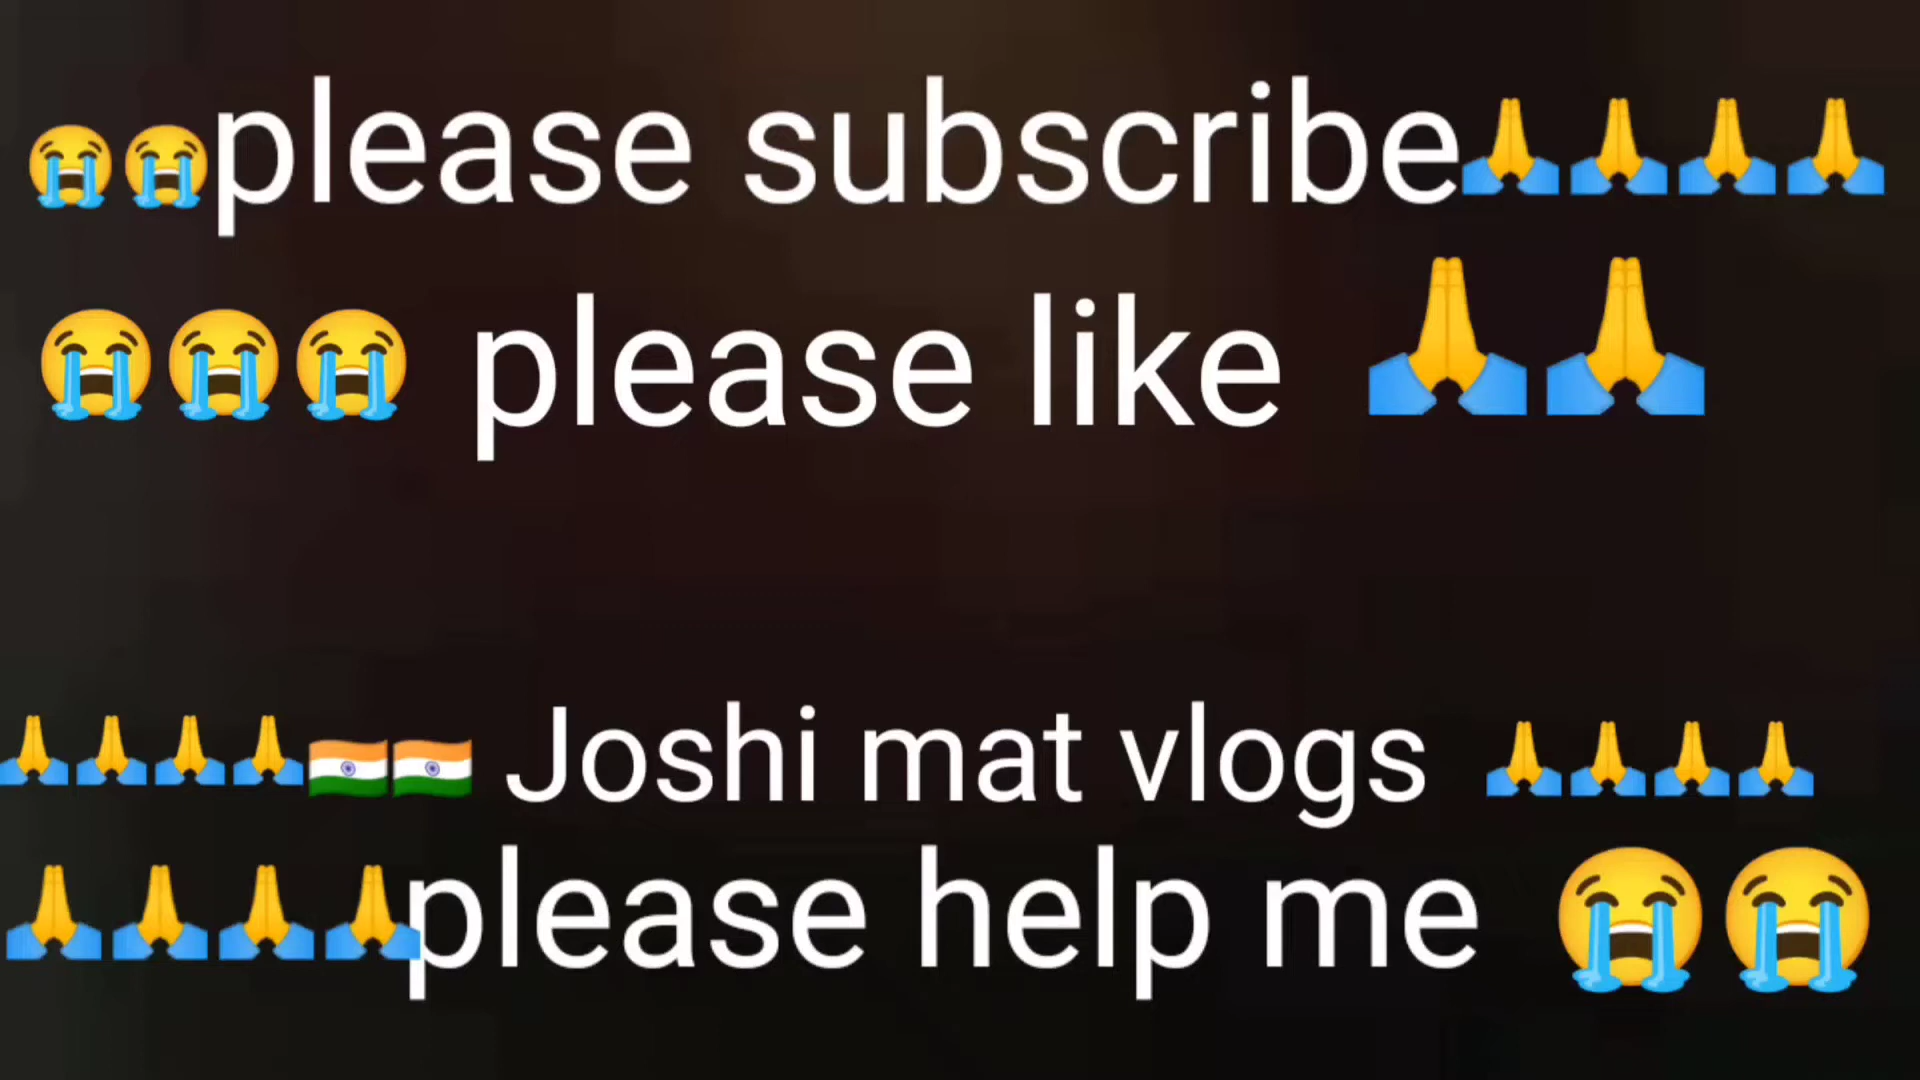 😭😭please subscribe🙏🙏🙏🙏
😭😭😭 please like 🙏🙏
🙏🙏🙏🙏🇮🇳🇮🇳 Joshi mat vlogs 🙏🙏🙏🙏
🙏🙏🙏🙏please help me 😭😭